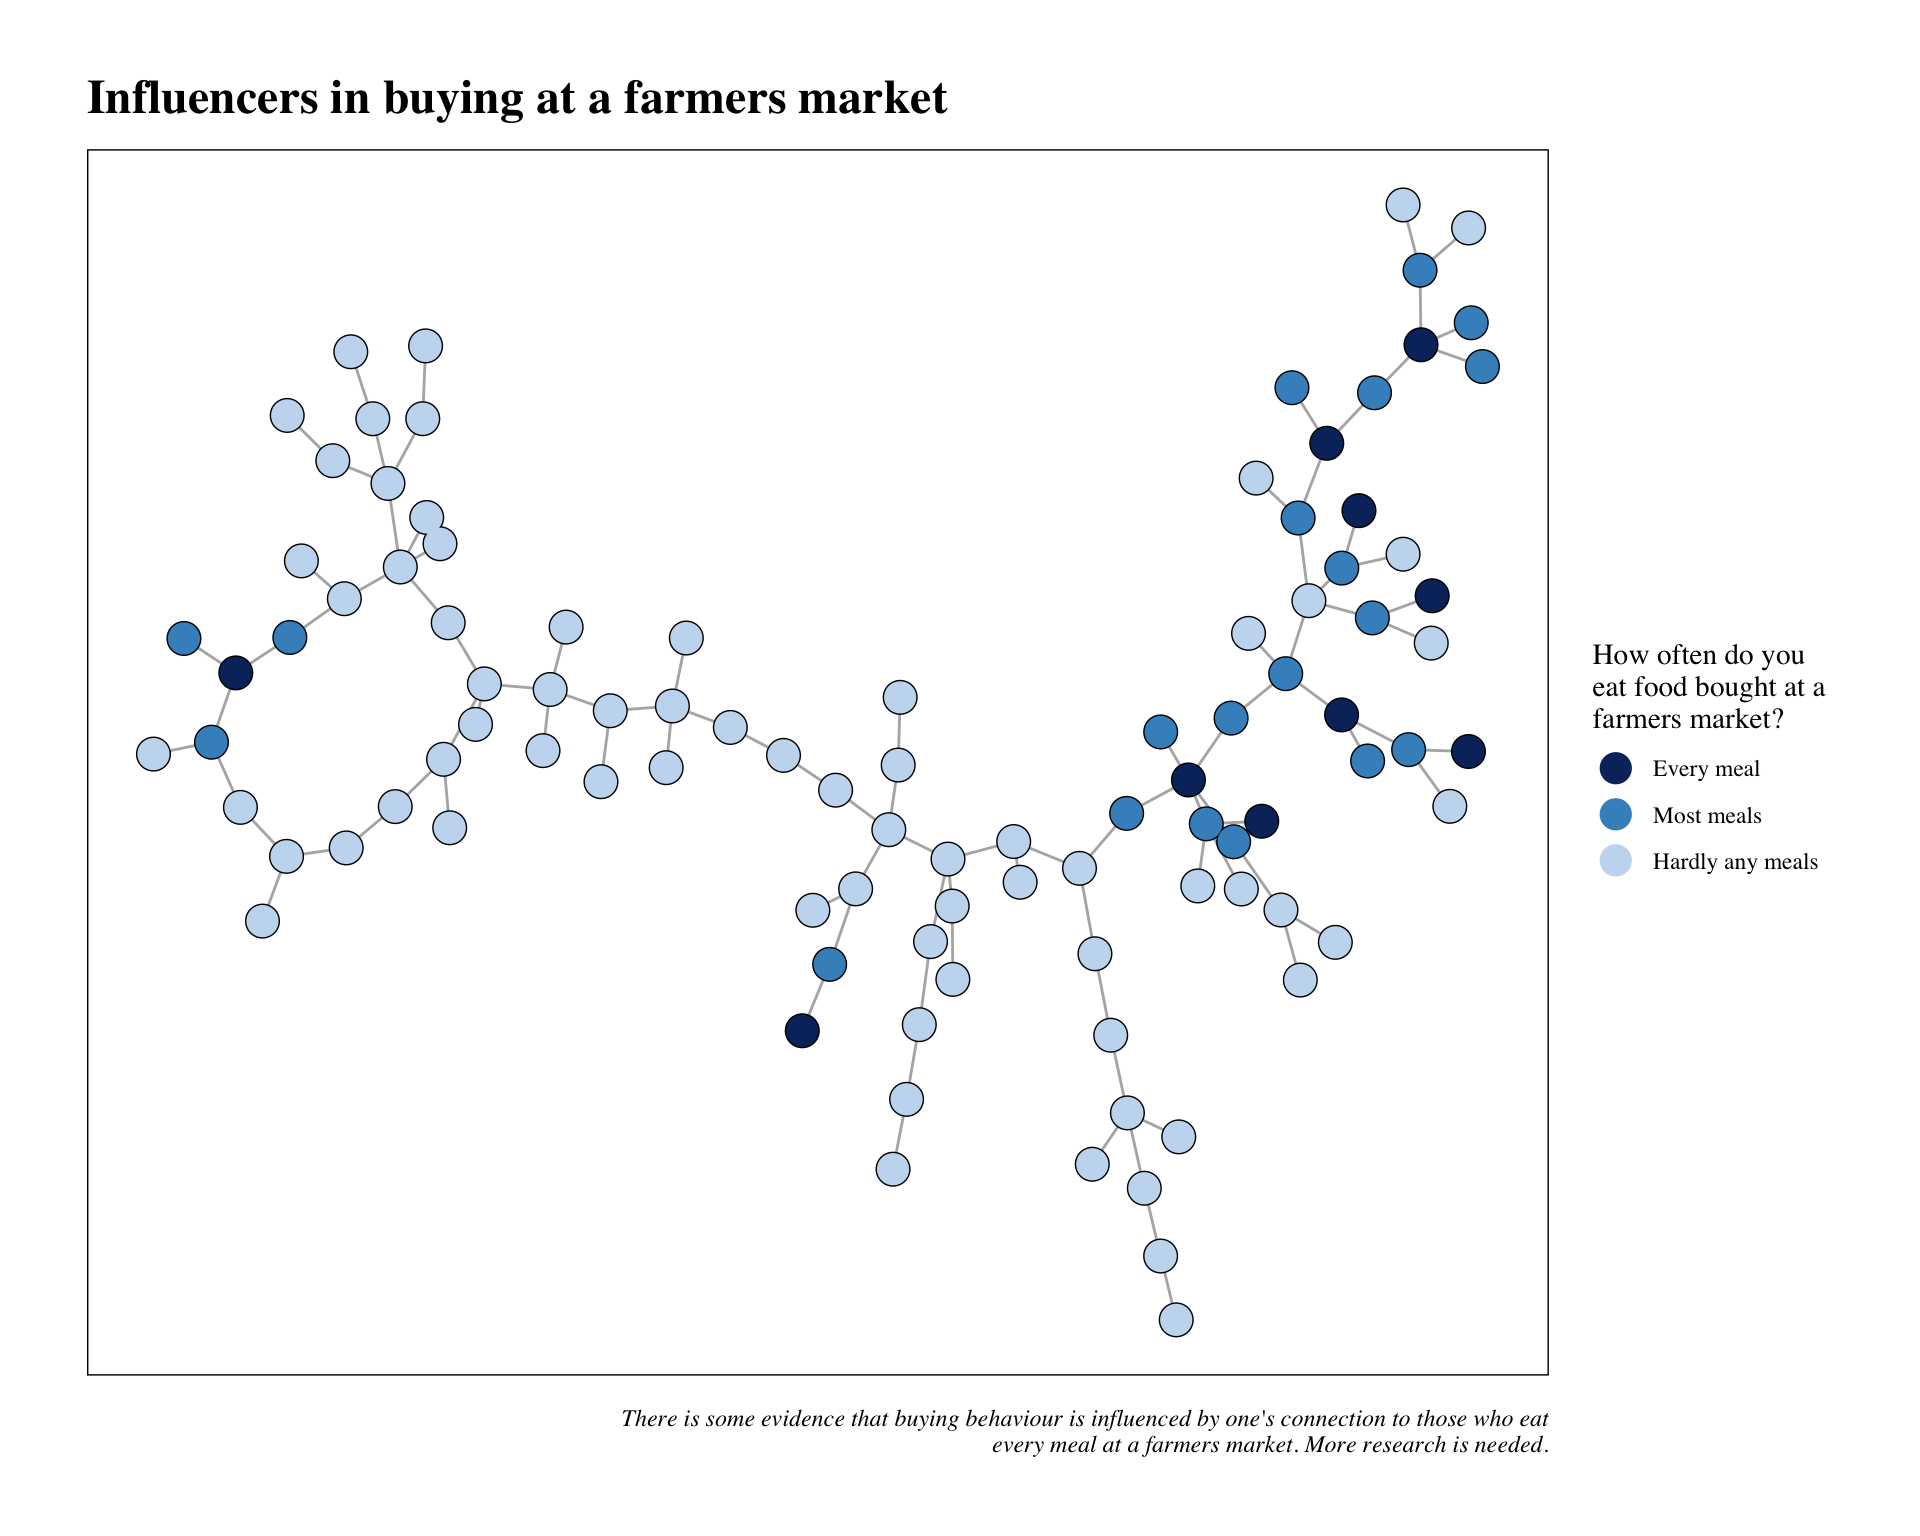 Influencers in buying at a farmers market
How often do you
eat food bought at a
farmers market?
Every meal
Most meals
Hardly any meals
There is some evidence that buying behaviour is influenced by one's connection to those who eat
every meal at a farmers market. More research is needed.